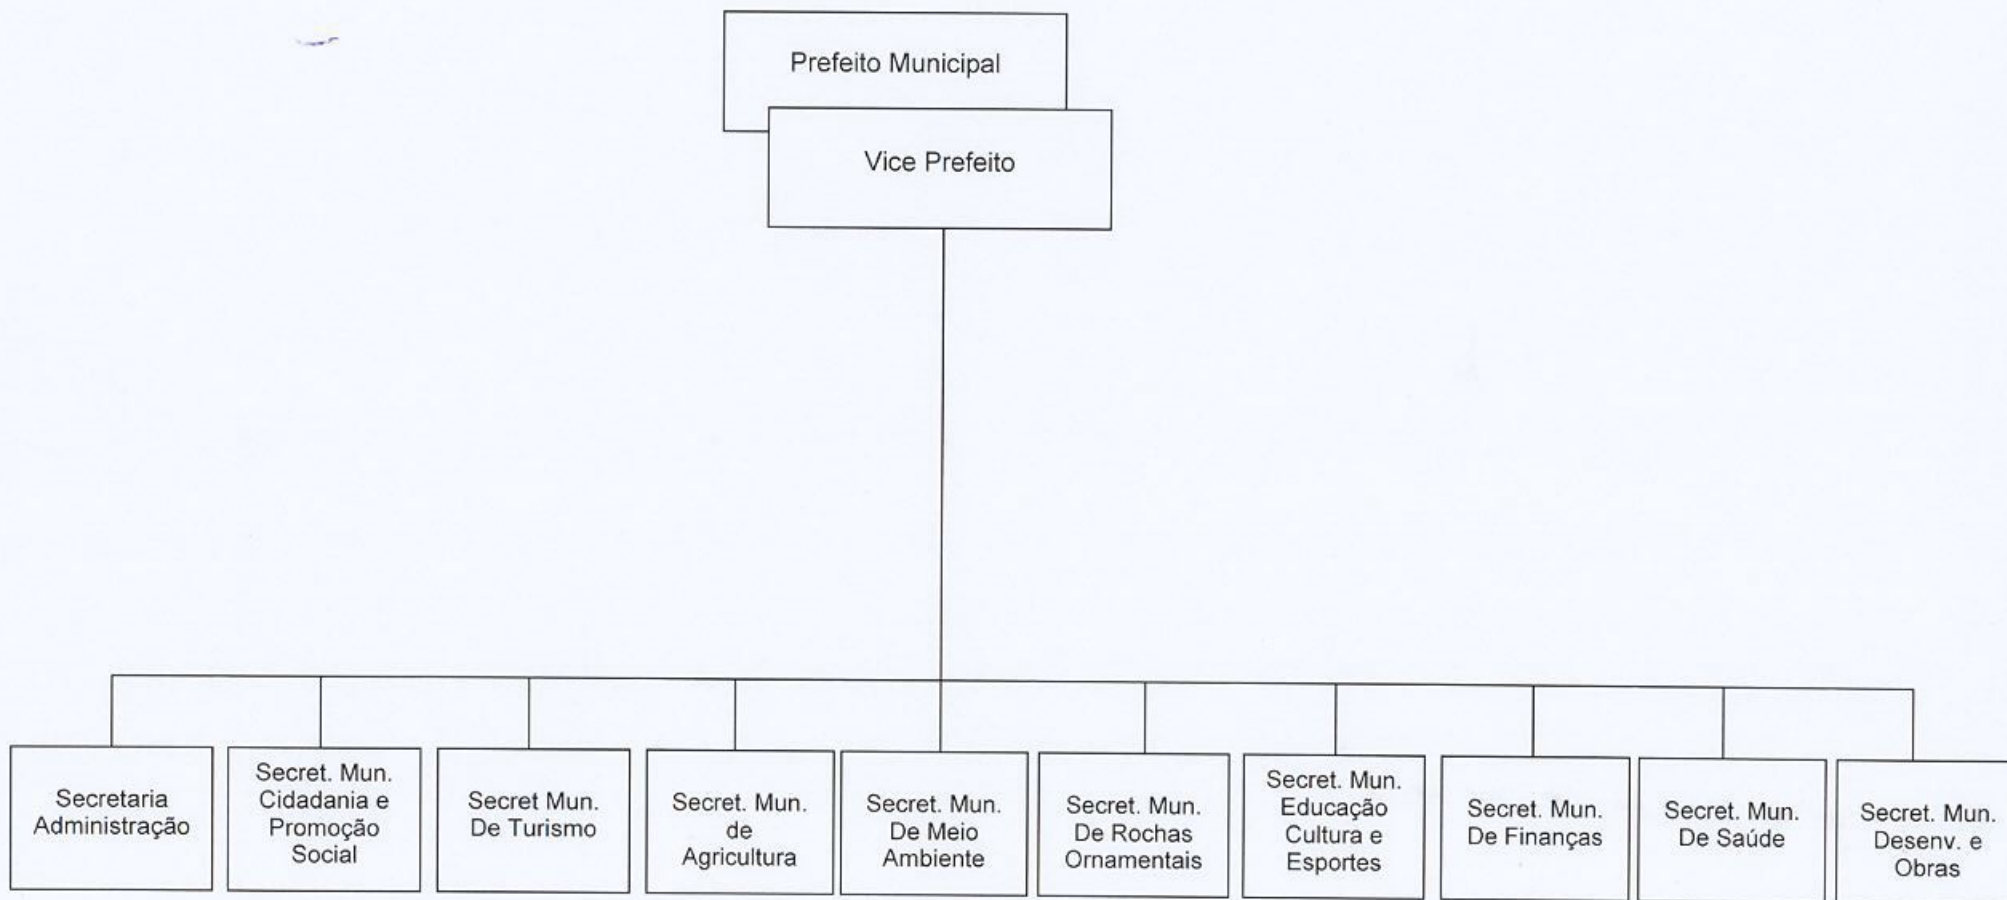 Prefeito Municipal
Vice Prefeito
Secretaria
Administração
Secret. Mun.
Cidadania e
Promoção
Social
Secret Mun.
De Turismo
Secret. Mun.
de
Agricultura
Secret. Mun.
De Meio
Ambiente
Secret. Mun.
De Rochas
Ornamentais
Secret. Mun.
Educação
Cultura e
Esportes
Secret. Mun.
De Finanças
Secret. Mun.
De Saúde
Secret. Mun.
Desenv. e
Obras